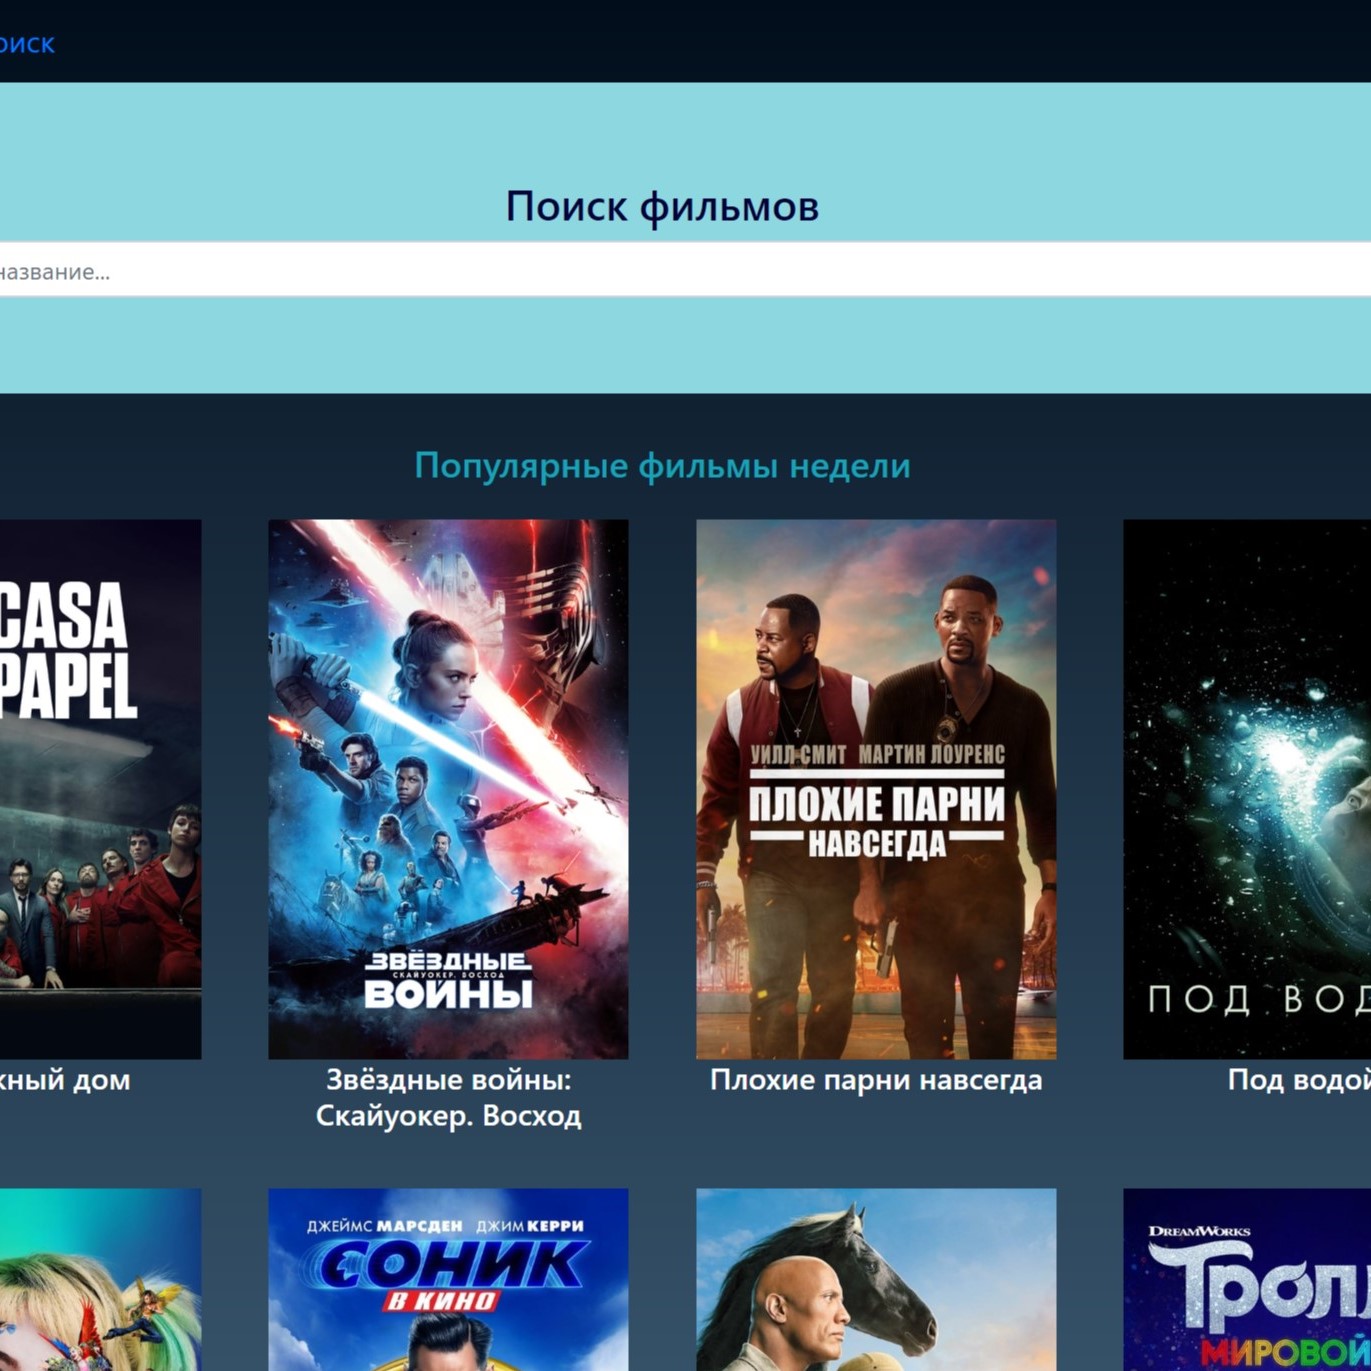 оиск
Поиск фильмов
название...
Популярные фильмы недели
CASA
PAPEL
ЗВЁЗДНЫЕ
СКАЙУОКЕР. ВОСХОД
ВОЙНЫ
УИЛЛ СМИТ МАРТИН ЛОУРЕНС
ПЛОХИЕ ПАРНИ
НАВСЕГДА
ПОД ВОД
жный дом
Звёздные войны:
Скайуокер. Восход
Плохие парни навсегда
Под водой
ДЖЕЙМС МАРСДЕН ДЖИМ КЕРРИ
СОНИК
В КИНО
DREAMWORKS
Трол
МИРОВОЙ